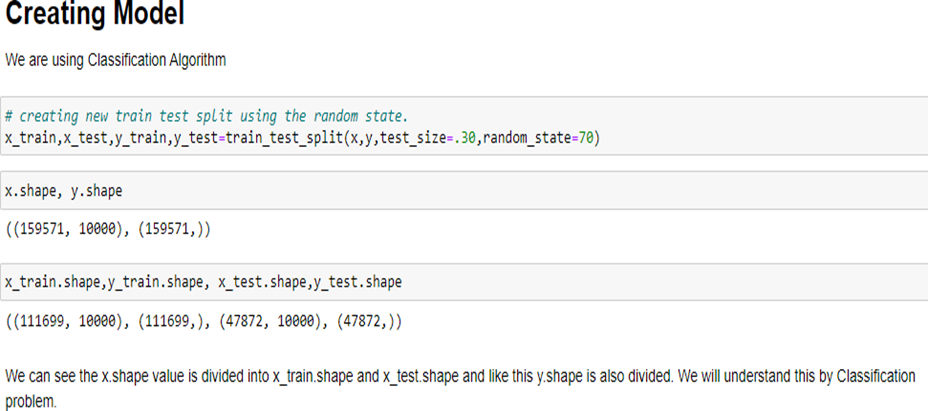 Creating Model
We are using Classification Algorithm
# creating new train test split using the random state.
x_train,x_test,y_train,y_test=train_test_split(x,y,test_size=.30,random_state=70)
x.shape, y.shape
((159571, 10000), (159571,))
x_train.shape,y_train.shape, x_test.shape,y_test.shape
((111699, 10000), (111699,), (47872, 10000), (47872,))
We can see the x.shape value is divided into x_train.shape and x_test.shape and like this y.shape is also divided. We will understand this by Classification
problem.